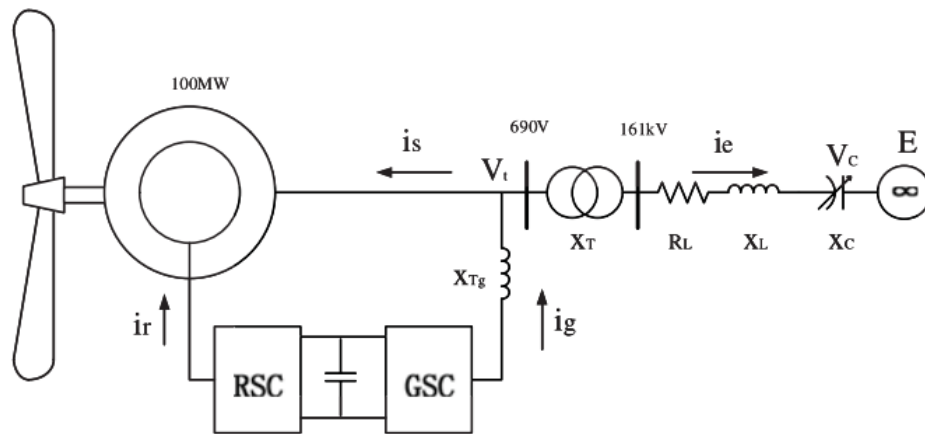 100MW
is
Vt
690V
161kV
ie
VC
E
∞
XT
RL
XL
XC
XTg
ir
ig
RSC
GSC